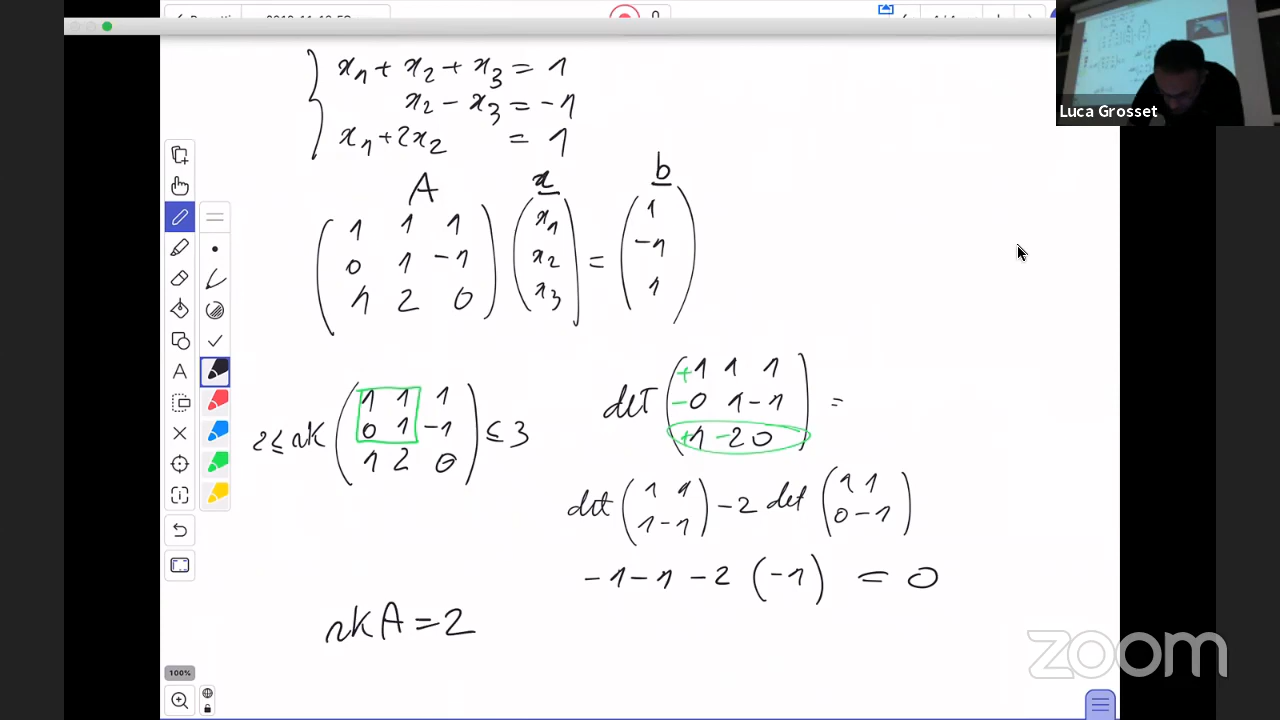 Luca Grosset
x1 + x2 + x3 = 1
x2 - x3 = -1
x1 + 2x2 = 1
A x b
( 1 1 1 ) ( x1 ) ( 1 )
( 0 1 -1 ) ( x2 ) = ( -1 )
( 1 2 0 ) ( x3 ) ( 1 )
2 ≤ rk ( 1 1 1 ; 0 1 -1 ; 1 2 0 ) ≤ 3
det ( +1 1 1 ; -0 1 -1 ; +1 -2 0 ) =
det ( 1 1 ; 1 -1 ) - 2 det ( 1 1 ; 0 -1 )
-1 -1 -2 (-1) = 0
rkA = 2
zoom
100%